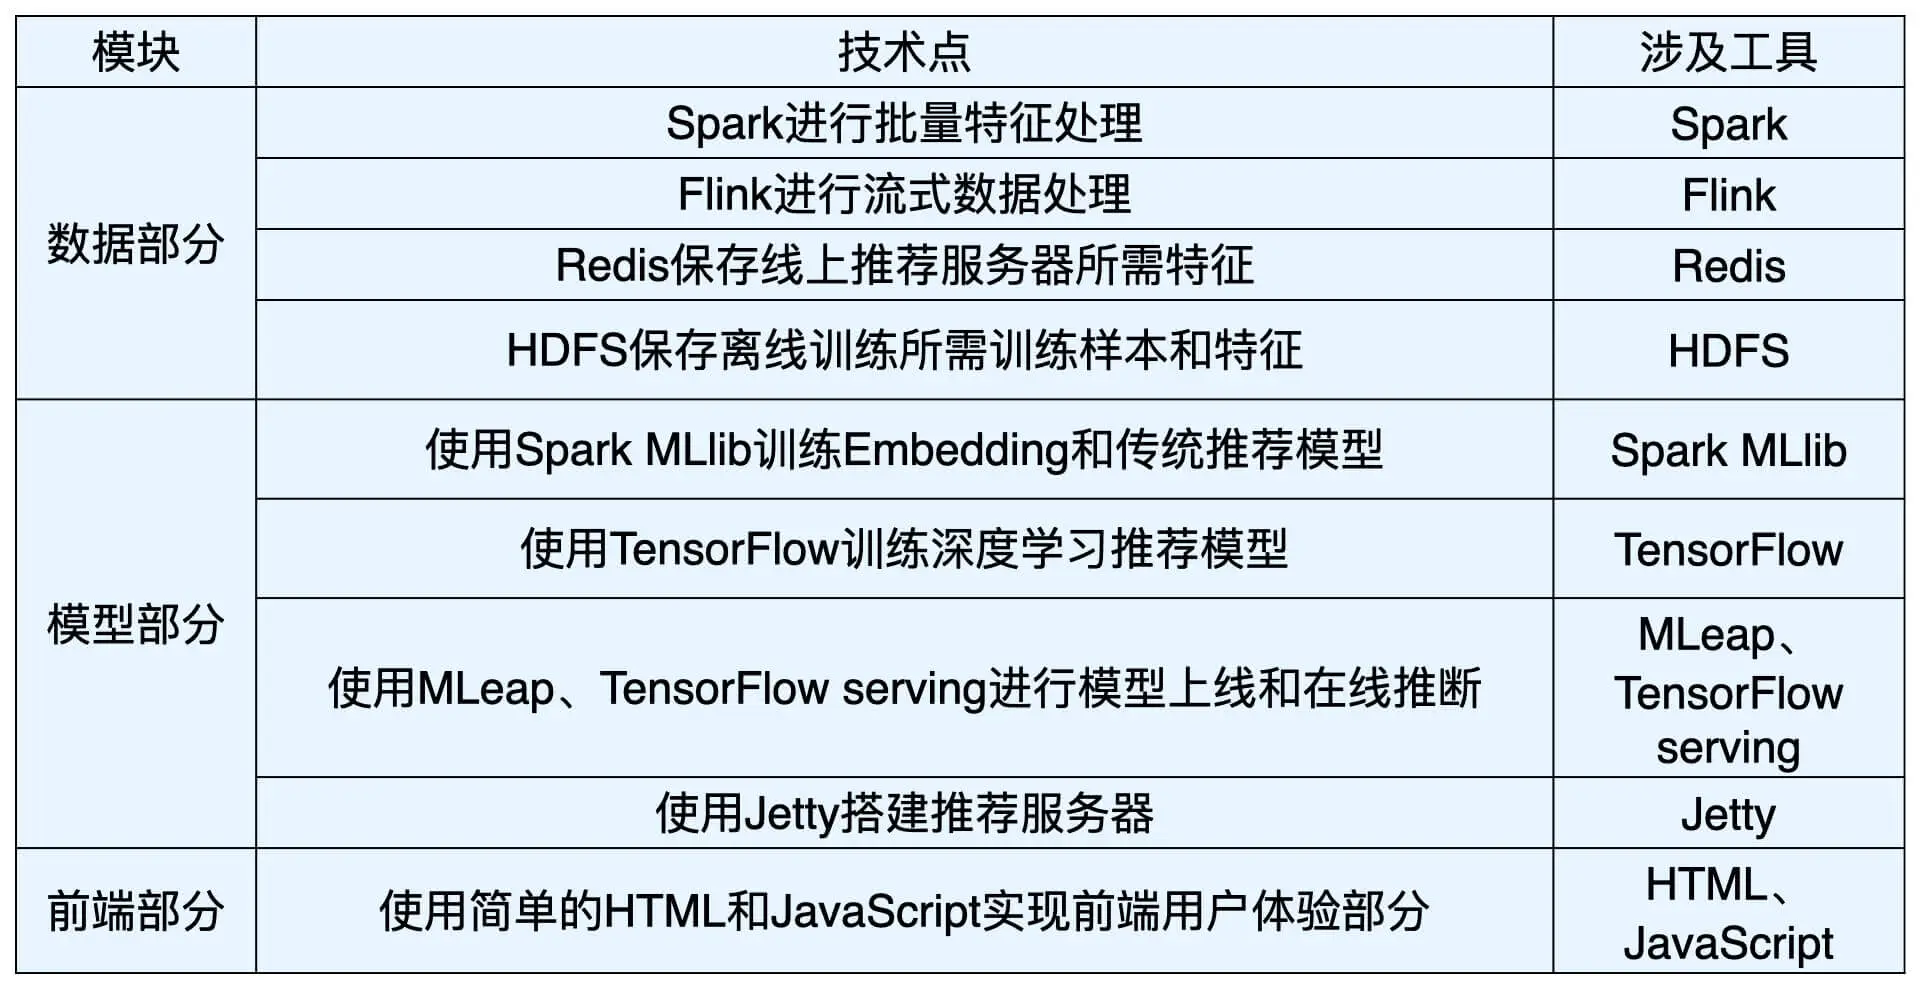 模块
技术点
涉及工具
数据部分
Spark进行批量特征处理
Spark
Flink进行流式数据处理
Flink
Redis保存线上推荐服务器所需特征
Redis
HDFS保存离线训练所需训练样本和特征
HDFS
模型部分
使用Spark MLlib训练Embedding和传统推荐模型
Spark MLlib
使用TensorFlow训练深度学习推荐模型
TensorFlow
使用MLeap、TensorFlow serving进行模型上线和在线推断
MLeap、
TensorFlow
serving
使用Jetty搭建推荐服务器
Jetty
前端部分
使用简单的HTML和JavaScript实现前端用户体验部分
HTML、
JavaScript